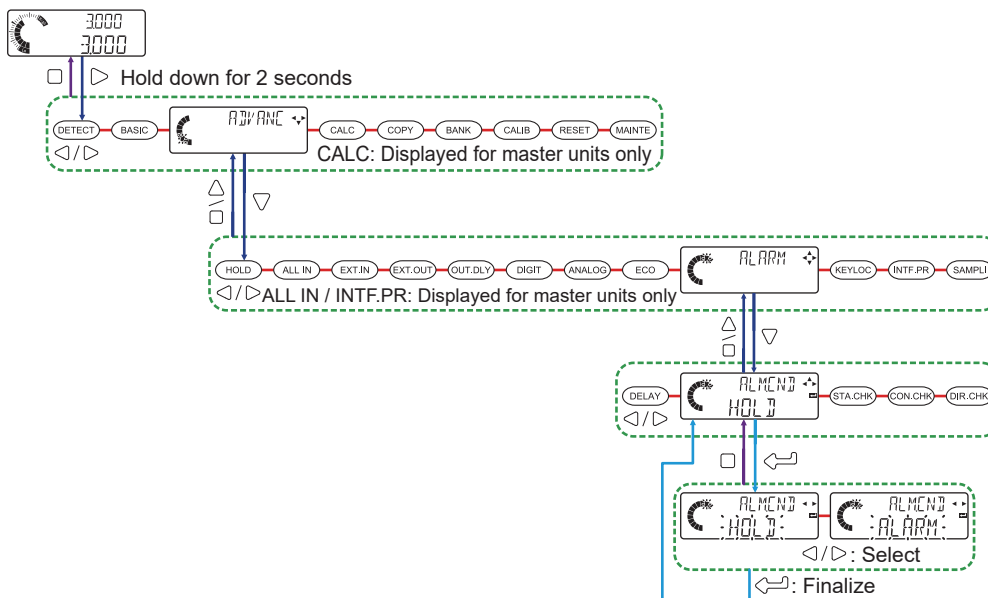 3.000
3.000
Hold down for 2 seconds
DETECT BASIC ADVANC CALC COPY BANK CALIB RESET MAINTE
/
CALC: Displayed for master units only
HOLD ALL IN EXT.IN EXT.OUT OUT.DLY DIGIT ANALOG ECO ALARM KEYLOC INTF.PR SAMPLI
/ ALL IN / INTF.PR: Displayed for master units only
DELAY ALMEND STA.CHK CON.CHK DIR.CHK
HOLD
/
ALMEND ALMEND
HOLD ALARM
/ : Select
: Finalize